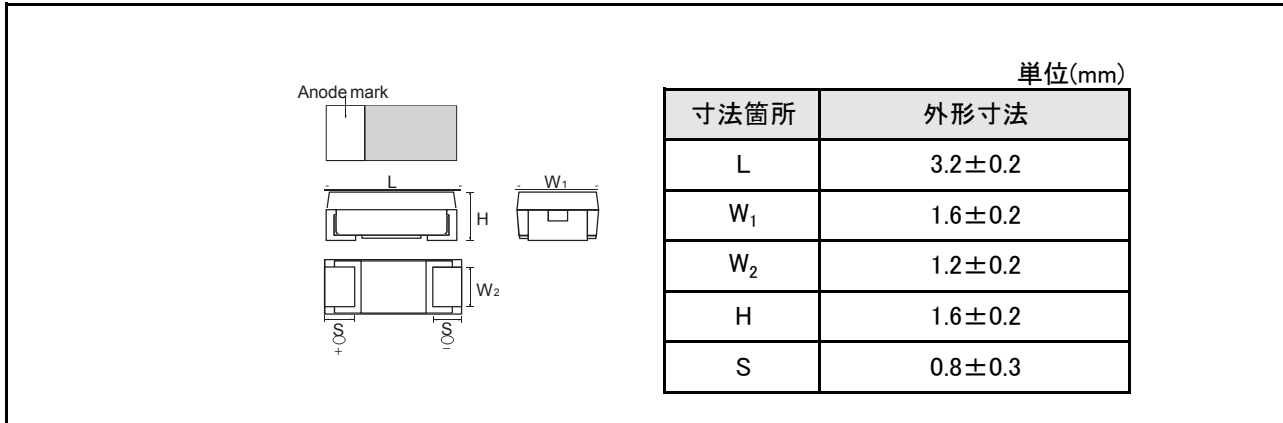 単位(mm)
Anode mark
L
W₁
H
W₂
S
S
+
−
寸法箇所 外形寸法
L 3.2±0.2
W₁ 1.6±0.2
W₂ 1.2±0.2
H 1.6±0.2
S 0.8±0.3